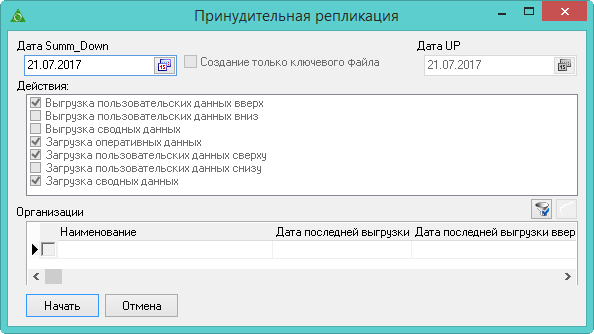 Принудительная репликация
Дата Summ_Down
Дата UP
21.07.2017
Создание только ключевого файла
21.07.2017
Действия:
Выгрузка пользовательских данных вверх
Выгрузка пользовательских данных вниз
Выгрузка сводных данных
Загрузка оперативных данных
Загрузка пользовательских данных сверху
Загрузка пользовательских данных снизу
Загрузка сводных данных
Организации
Наименование Дата последней выгрузки Дата последней выгрузки ввер
Начать Отмена